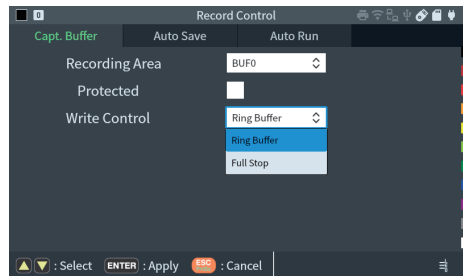 0 Record Control
Capt. Buffer Auto Save Auto Run
Recording Area BUF0
Protected
Write Control Ring Buffer
Ring Buffer
Full Stop
: Select ENTER : Apply ESC : Cancel